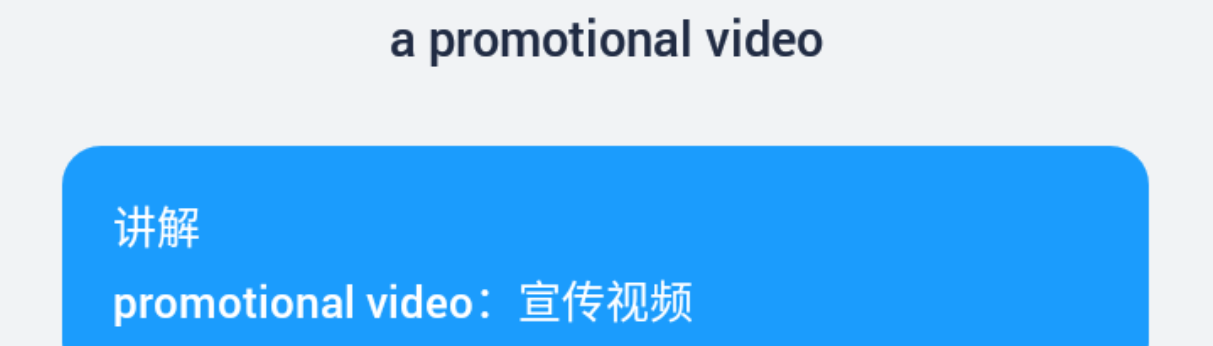 a promotional video
讲解
promotional video：宣传视频